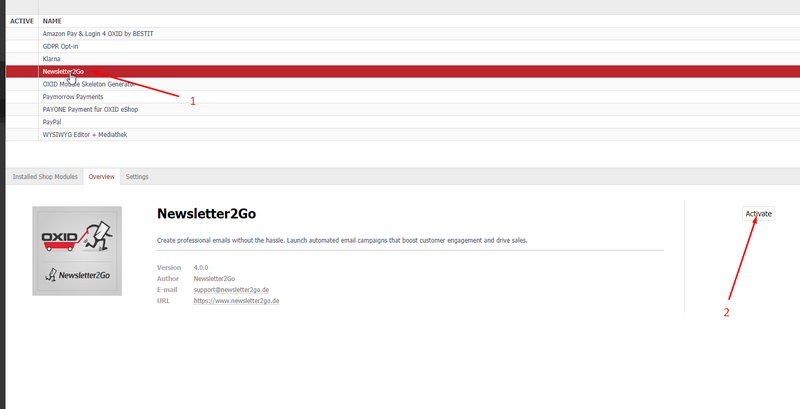 ACTIVE NAME
Amazon Pay & Login 4 OXID by BESTIT
GDPR Opt-in
Klarna
Newsletter2Go
OXID Module Skeleton Generator
1
Paymorrow Payments
PAYONE Payment für OXID eShop
PayPal
WYSIWYG Editor + Mediathek
Installed Shop Modules Overview Settings
Newsletter2Go
Activate
OXID
Create professional emails without the hassle. Launch automated email campaigns that boost customer engagement and drive sales.
Version 4.0.0
Newsletter2Go
Author Newsletter2Go
E-mail support@newsletter2go.de
URL https://www.newsletter2go.de
2